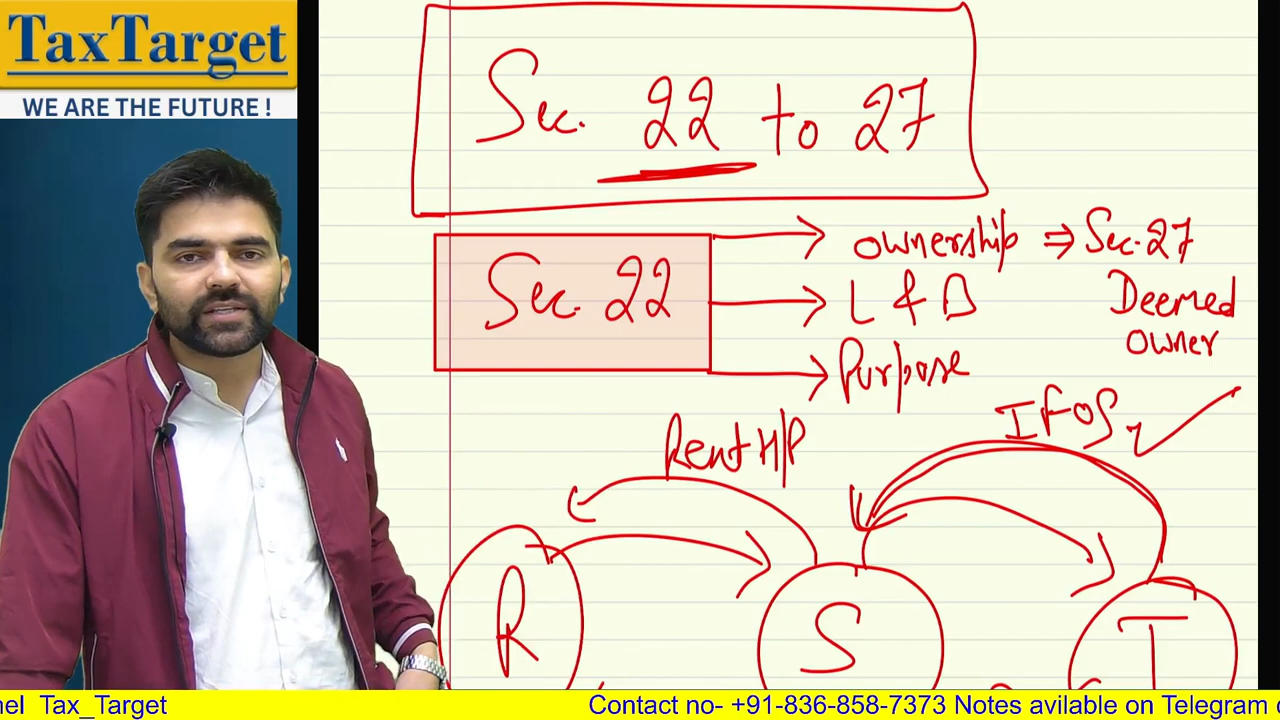 TaxTarget
WE ARE THE FUTURE !
Sec. 22 to 27
Sec. 22
ownership ⇒ Sec. 27
Deemed
owner
L & B
Purpose
Rent H/P
IFOS
R
S
T
nel Tax_Target
Contact no- +91-836-858-7373 Notes avilable on Telegram c